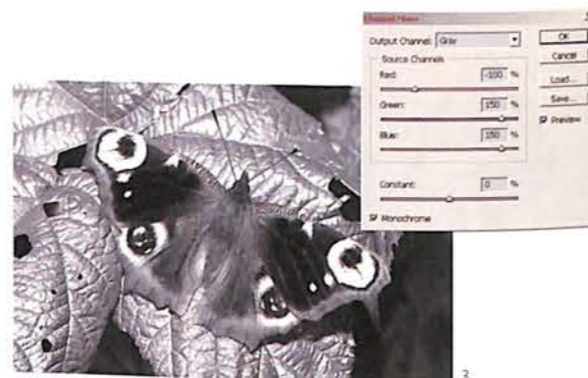 Channel Mixer
Output Channel: Gray
OK
Cancel
Load...
Save...
Preview
Source Channels
Red: -100 %
Green: 150 %
Blue: 150 %
Constant: 0 %
Monochrome
3